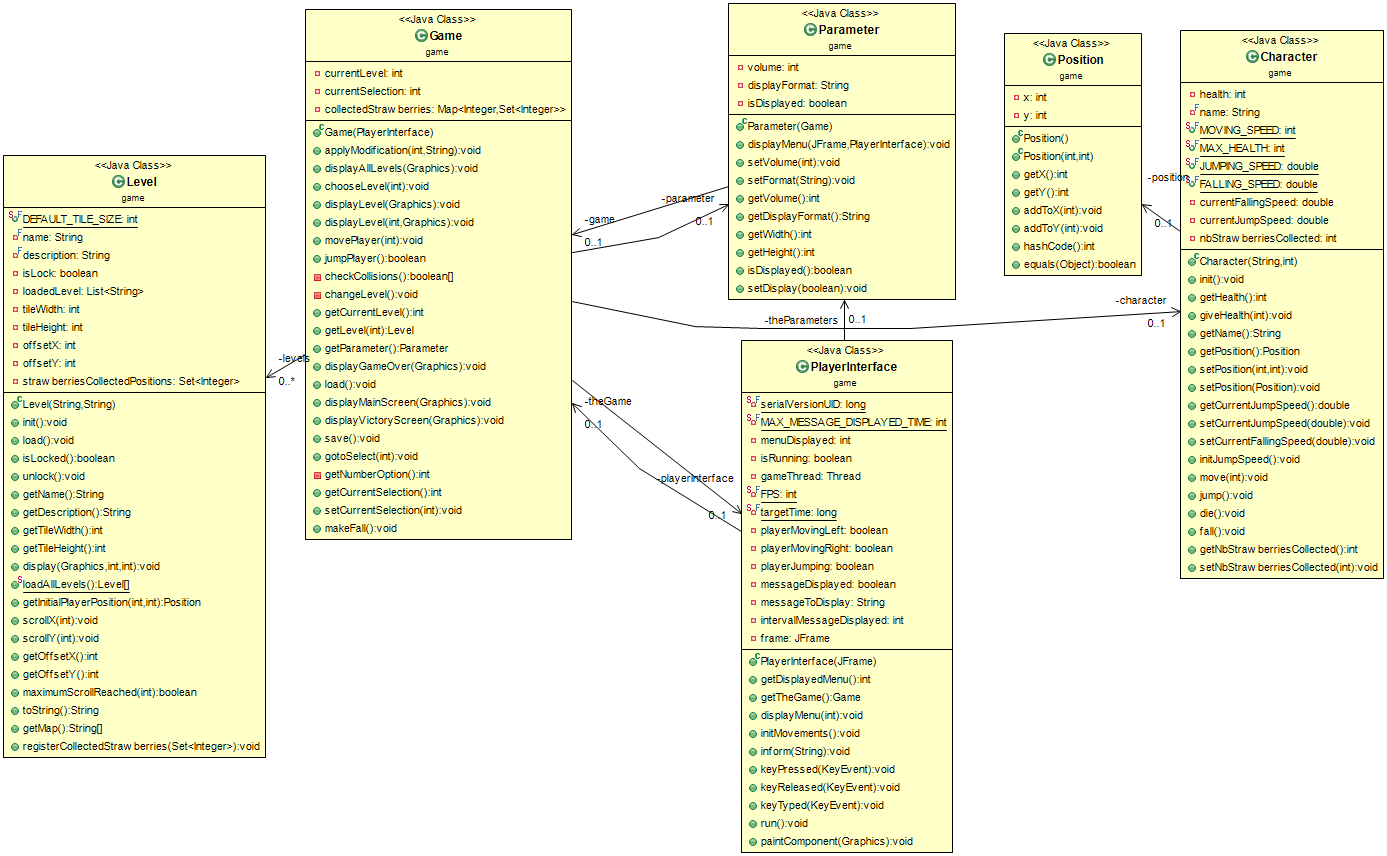 <<Java Class>>
Level
game
DEFAULT_TILE_SIZE: int
name: String
description: String
isLock: boolean
loadedLevel: List<String>
tileWidth: int
tileHeight: int
offsetX: int
offsetY: int
straw berriesCollectedPositions: Set<Integer>
Level(String,String)
init():void
load():void
isLocked():boolean
unlock():void
getName():String
getDescription():String
getTileWidth():int
getTileHeight():int
display(Graphics,int,int):void
loadAllLevels():Level[]
getInitialPlayerPosition(int,int):Position
scrollX(int):void
scrollY(int):void
getOffsetX():int
getOffsetY():int
maximumScrollReached(int):boolean
toString():String
getMap():String[]
registerCollectedStraw berries(Set<Integer>):void
-levels
0..*
<<Java Class>>
Game
game
currentLevel: int
currentSelection: int
collectedStraw berries: Map<Integer,Set<Integer>>
Game(PlayerInterface)
applyModification(int,String):void
displayAllLevels(Graphics):void
chooseLevel(int):void
displayLevel(Graphics):void
displayLevel(int,Graphics):void
movePlayer(int):void
jumpPlayer():boolean
checkCollisions():boolean[]
changeLevel():void
getCurrentLevel():int
getLevel(int):Level
getParameter():Parameter
displayGameOver(Graphics):void
load():void
displayMainScreen(Graphics):void
displayVictoryScreen(Graphics):void
save():void
gotoSelect(int):void
getNumberOption():int
getCurrentSelection():int
setCurrentSelection(int):void
makeFall():void
-game
0..1
-parameter
0..1
-theParameters
0..1
-theGame
0..1
-playerInterface
0..1
<<Java Class>>
Parameter
game
volume: int
displayFormat: String
isDisplayed: boolean
Parameter(Game)
displayMenu(JFrame,PlayerInterface):void
setVolume(int):void
setFormat(String):void
getVolume():int
getDisplayFormat():String
getWidth():int
getHeight():int
isDisplayed():boolean
setDisplay(boolean):void
<<Java Class>>
PlayerInterface
game
serialVersionUID: long
MAX_MESSAGE_DISPLAYED_TIME: int
menuDisplayed: int
isRunning: boolean
gameThread: Thread
FPS: int
targetTime: long
playerMovingLeft: boolean
playerMovingRight: boolean
playerJumping: boolean
messageDisplayed: boolean
messageToDisplay: String
intervalMessageDisplayed: int
frame: JFrame
PlayerInterface(JFrame)
getDisplayedMenu():int
getTheGame():Game
displayMenu(int):void
initMovements():void
inform(String):void
keyPressed(KeyEvent):void
keyReleased(KeyEvent):void
keyTyped(KeyEvent):void
run():void
paintComponent(Graphics):void
<<Java Class>>
Position
game
x: int
y: int
Position()
Position(int,int)
getX():int
getY():int
addToX(int):void
addToY(int):void
hashCode():int
equals(Object):boolean
-position
0..1
-character
0..1
<<Java Class>>
Character
game
health: int
name: String
MOVING_SPEED: int
MAX_HEALTH: int
JUMPING_SPEED: double
FALLING_SPEED: double
currentFallingSpeed: double
currentJumpSpeed: double
nbStraw berriesCollected: int
Character(String,int)
init():void
getHealth():int
giveHealth(int):void
getName():String
getPosition():Position
setPosition(int,int):void
setPosition(Position):void
getCurrentJumpSpeed():double
setCurrentJumpSpeed(double):void
setCurrentFallingSpeed(double):void
initJumpSpeed():void
move(int):void
jump():void
die():void
fall():void
getNbStraw berriesCollected():int
setNbStraw berriesCollected(int):void